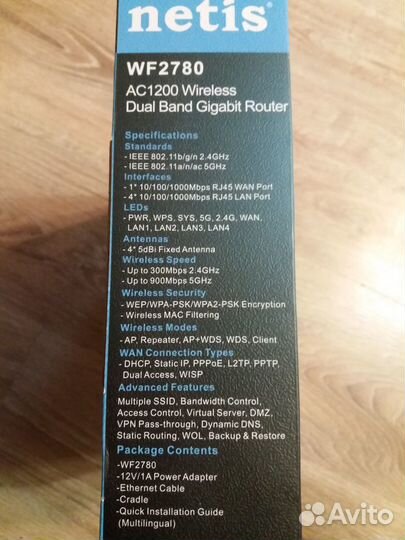 netis
WF2780
AC1200 Wireless
Dual Band Gigabit Router
Specifications
Standards
- IEEE 802.11b/g/n 2.4GHz
- IEEE 802.11a/n/ac 5GHz
Interfaces
- 1* 10/100/1000Mbps RJ45 WAN Port
- 4* 10/100/1000Mbps RJ45 LAN Port
LEDs
- PWR, WPS, SYS, 5G, 2.4G, WAN,
LAN1, LAN2, LAN3, LAN4
Antennas
- 4* 5dBi Fixed Antenna
Wireless Speed
- Up to 300Mbps 2.4GHz
- Up to 900Mbps 5GHz
Wireless Security
- WEP/WPA-PSK/WPA2-PSK Encryption
- Wireless MAC Filtering
Wireless Modes
- AP, Repeater, AP+WDS, WDS, Client
WAN Connection Types
- DHCP, Static IP, PPPoE, L2TP, PPTP,
Dual Access, WISP
Advanced Features
Multiple SSID, Bandwidth Control,
Access Control, Virtual Server, DMZ,
VPN Pass-through, Dynamic DNS,
Static Routing, WOL, Backup & Restore
Package Contents
-WF2780
-12V/1A Power Adapter
-Ethernet Cable
-Cradle
-Quick Installation Guide
(Multilingual)
Avito